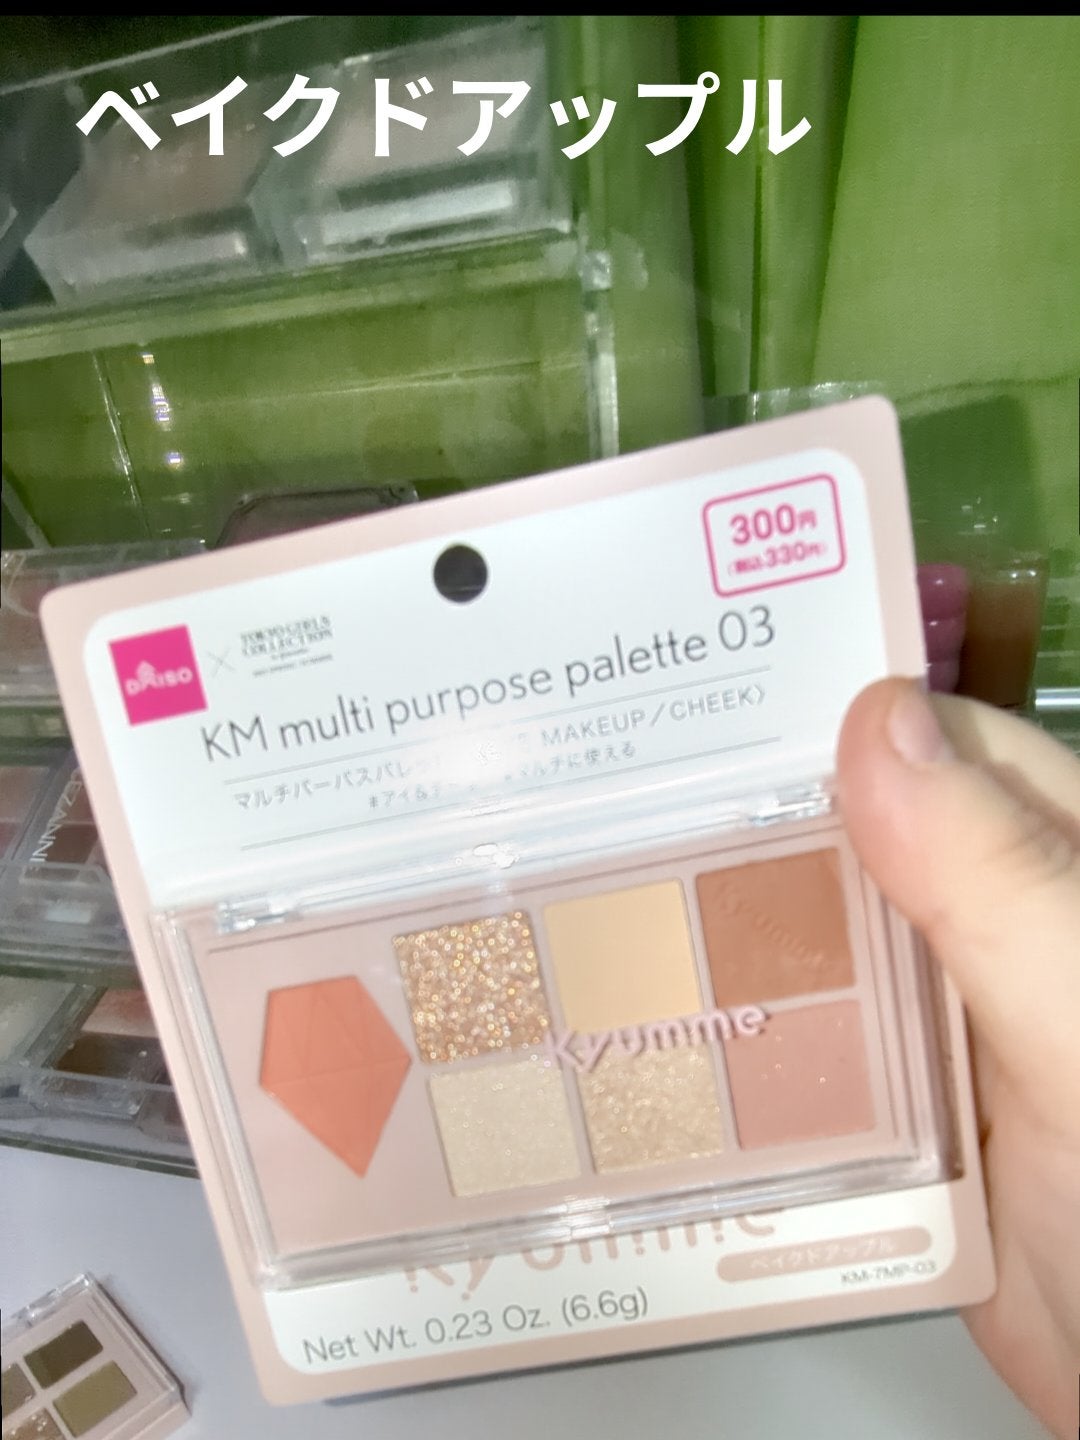 ベイクドアップル
300円
(税込330円)
DAISO
×
TOKYO GIRLS
COLLECTION
KM multi purpose palette 03
マルチパーパスパレッ MAKEUP/CHEEK〉
マルチに使える
Kyumme
Kyumme
ベイクドアップル
KM-7MP-03
Net Wt. 0.23 Oz. (6.6g)